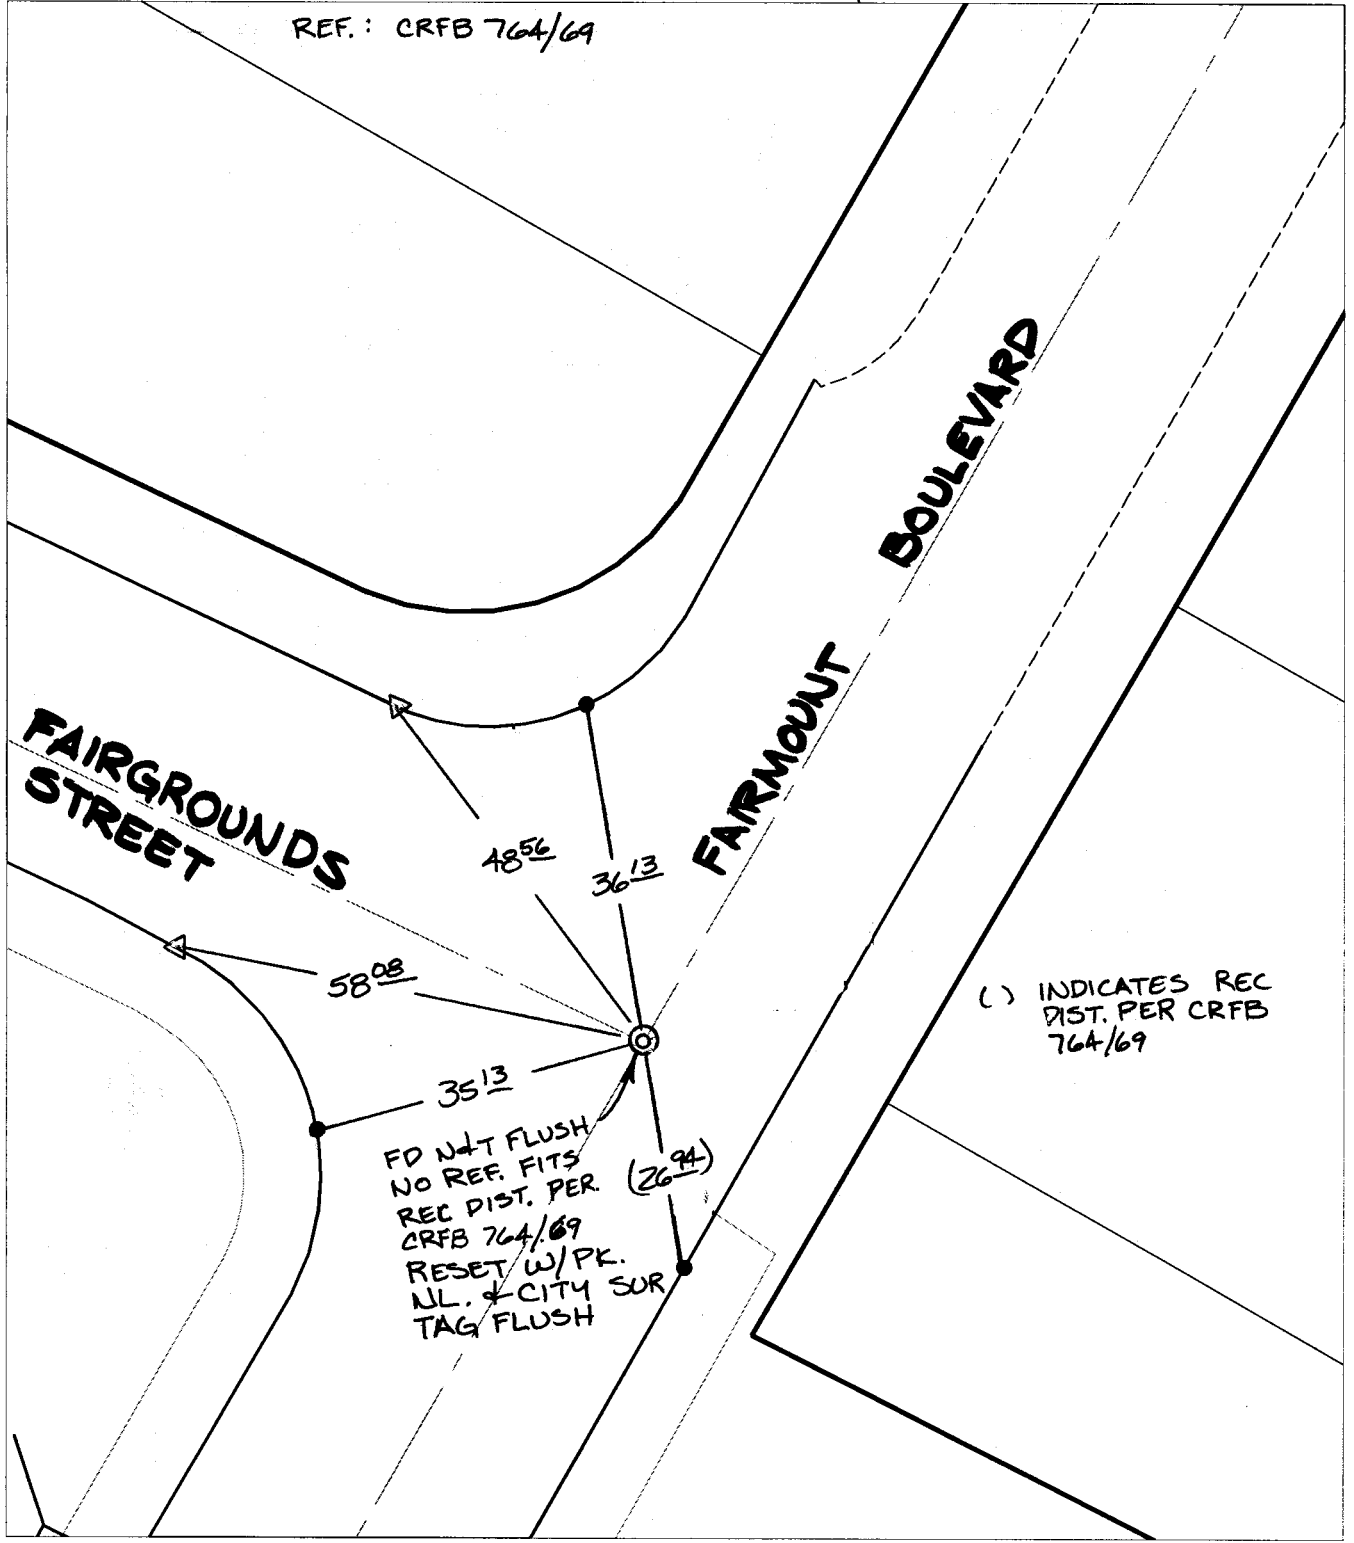 REF.: CRFB 764/69
BOULEVARD
FAIRMOUNT
FAIRGROUNDS
STREET
48 56
36 13
58 08
35 13
(26 94)
( ) INDICATES REC
DIST. PER CRFB
764/69
FD N&T FLUSH
NO REF. FITS
REC DIST. PER
CRFB 764/69
RESET W/PK.
NL. & CITY SUR
TAG FLUSH